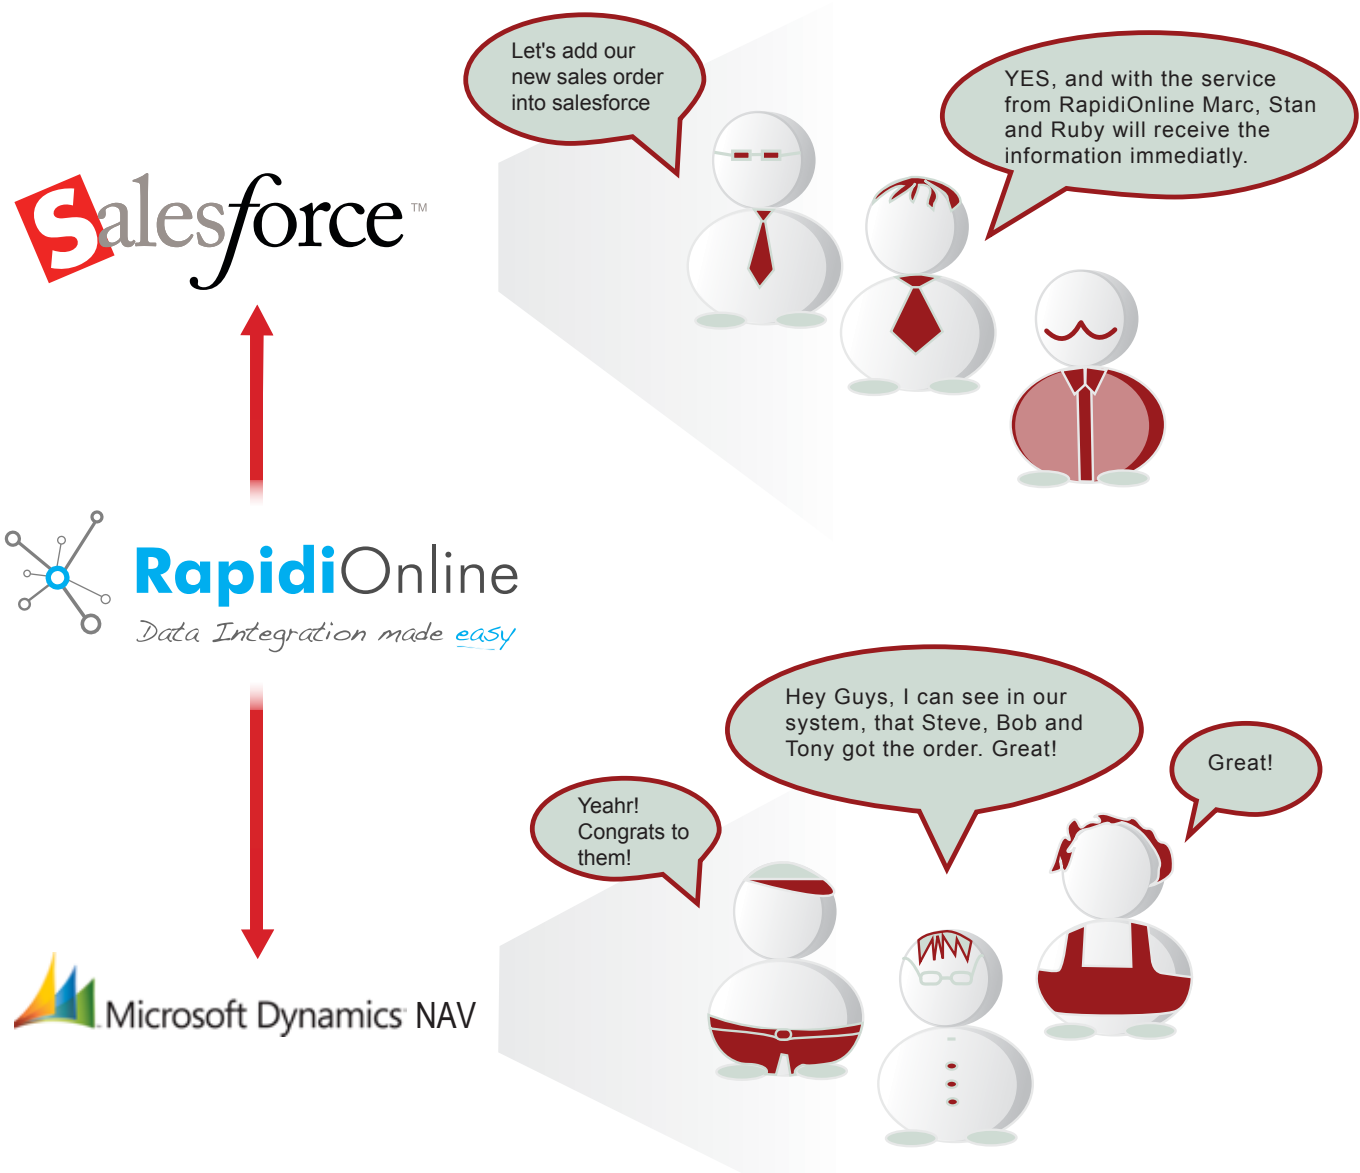 Let's add our
new sales order
into salesforce
YES, and with the service
from RapidiOnline Marc, Stan
and Ruby will receive the
information immediatly.
Salesforce™
RapidiOnline
Data Integration made easy
Hey Guys, I can see in our
system, that Steve, Bob and
Tony got the order. Great!
Great!
Yeahr!
Congrats to
them!
Microsoft Dynamics NAV